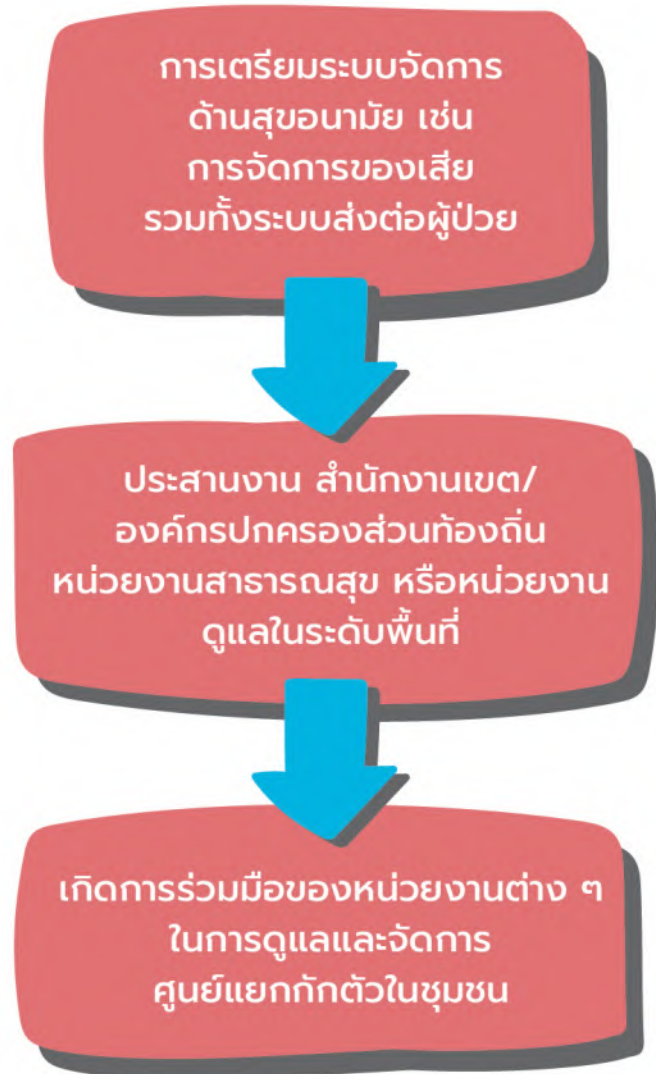 การเตรียมระบบจัดการ
ด้านสุขอนามัย เช่น
การจัดการของเสีย
รวมทั้งระบบส่งต่อผู้ป่วย
ประสานงาน สำนักงานเขต/
องค์กรปกครองส่วนท้องถิ่น
หน่วยงานสาธารณสุข หรือหน่วยงาน
ดูแลในระดับพื้นที่
เกิดการร่วมมือของหน่วยงานต่าง ๆ
ในการดูแลและจัดการ
ศูนย์แยกกักตัวในชุมชน